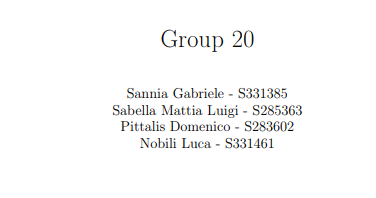 Group 20
Sannia Gabriele - S331385
Sabella Mattia Luigi - S285363
Pittalis Domenico - S283602
Nobili Luca - S331461